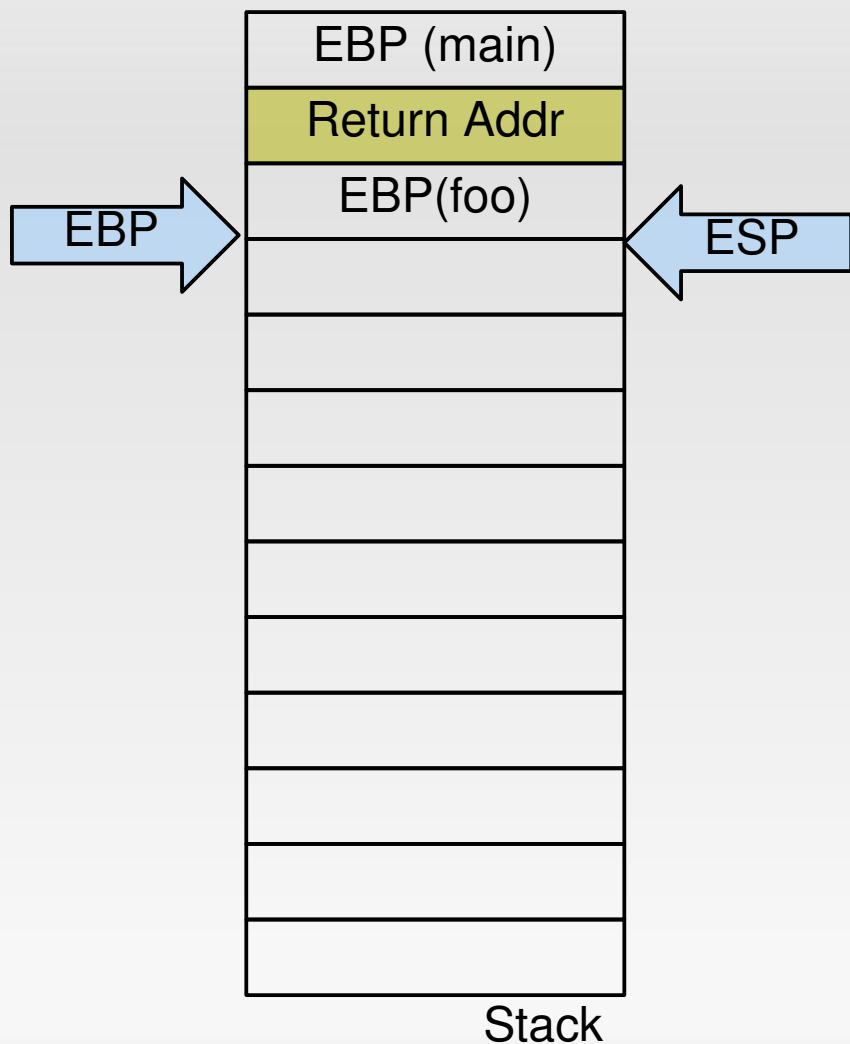 EBP (main)
Return Addr
EBP(foo)
EBP
ESP
Stack